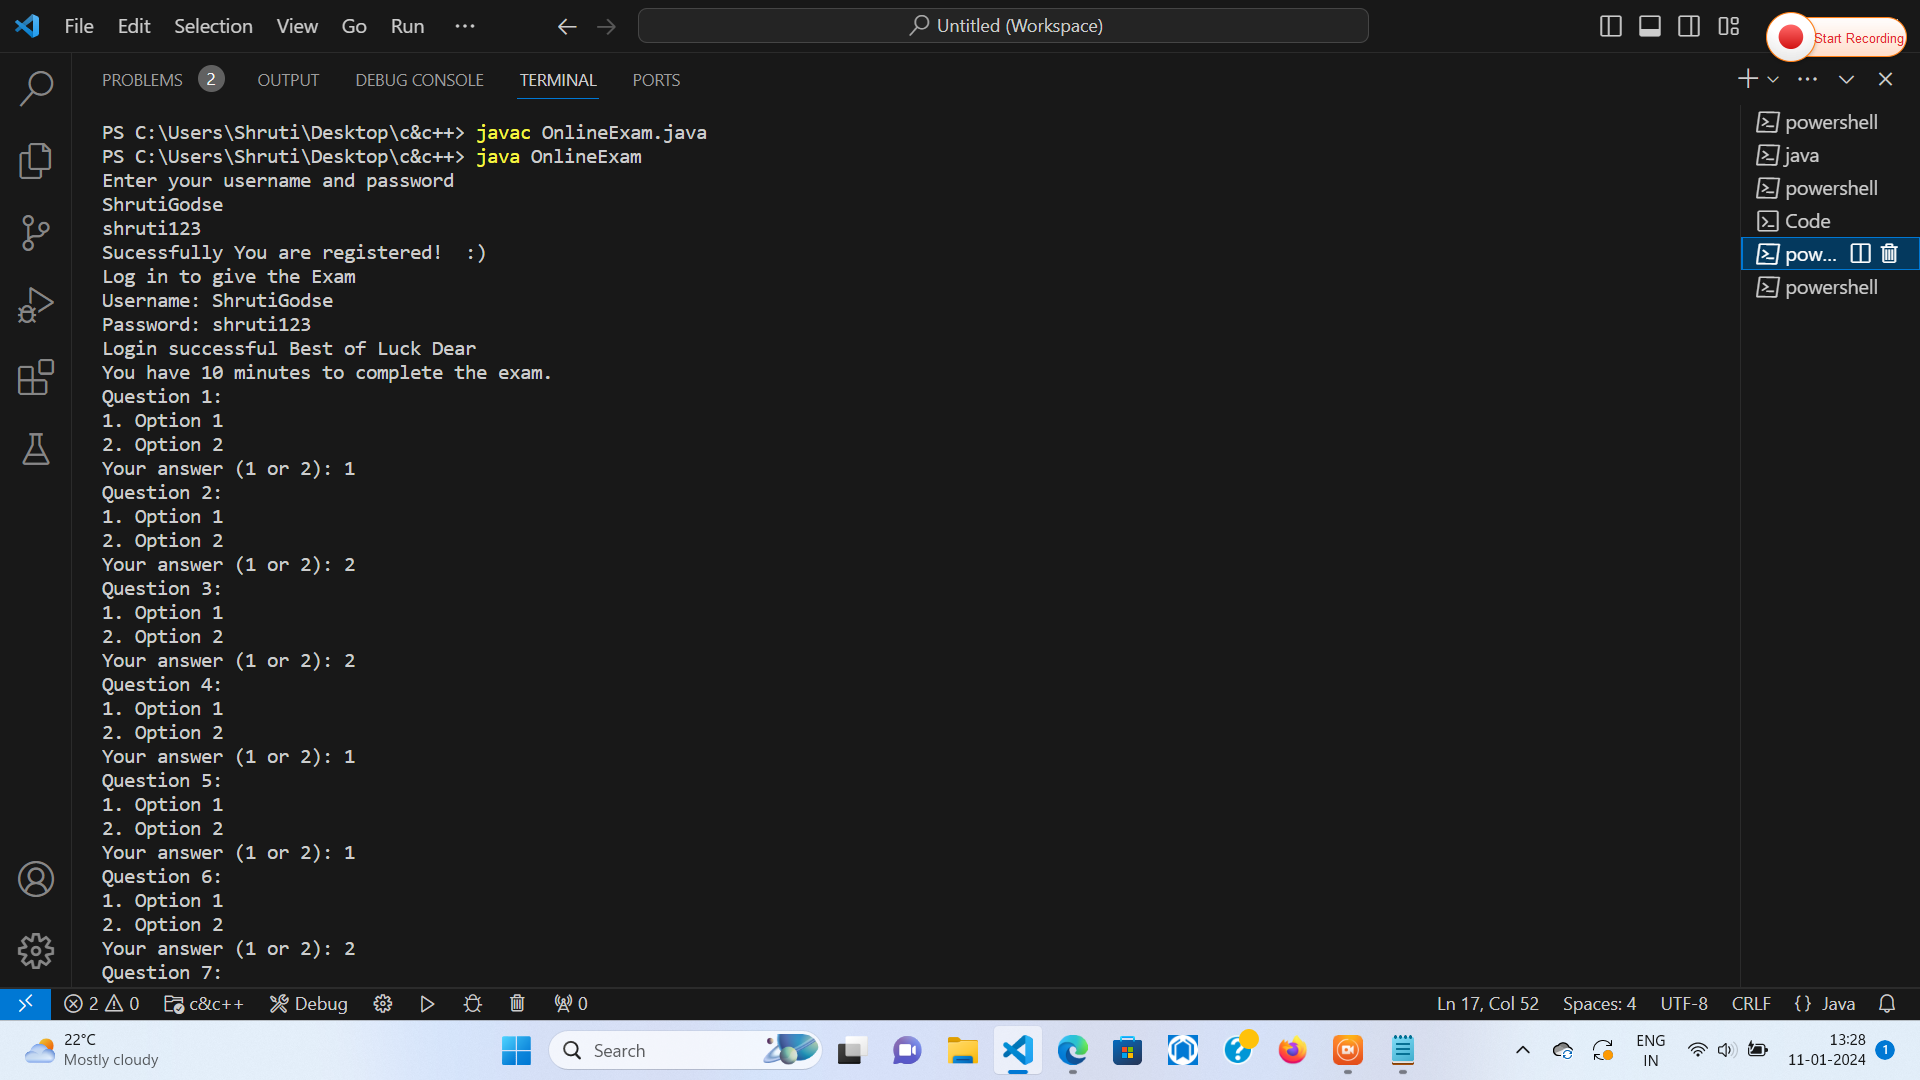 File Edit Selection View Go Run ··· Untitled (Workspace) Start Recording
PROBLEMS 2 OUTPUT DEBUG CONSOLE TERMINAL PORTS
PS C:\Users\Shruti\Desktop\c&c++> javac OnlineExam.java
PS C:\Users\Shruti\Desktop\c&c++> java OnlineExam
Enter your username and password
ShrutiGodse
shruti123
Sucessfully You are registered!  :)
Log in to give the Exam
Username: ShrutiGodse
Password: shruti123
Login successful Best of Luck Dear
You have 10 minutes to complete the exam.
Question 1:
1. Option 1
2. Option 2
Your answer (1 or 2): 1
Question 2:
1. Option 1
2. Option 2
Your answer (1 or 2): 2
Question 3:
1. Option 1
2. Option 2
Your answer (1 or 2): 2
Question 4:
1. Option 1
2. Option 2
Your answer (1 or 2): 1
Question 5:
1. Option 1
2. Option 2
Your answer (1 or 2): 1
Question 6:
1. Option 1
2. Option 2
Your answer (1 or 2): 2
Question 7:
powershell
java
powershell
Code
pow...
powershell
2 0 c&c++ Debug 0 Ln 17, Col 52 Spaces: 4 UTF-8 CRLF {} Java
22°C
Mostly cloudy
Search
ENG
IN
13:28
11-01-2024
1